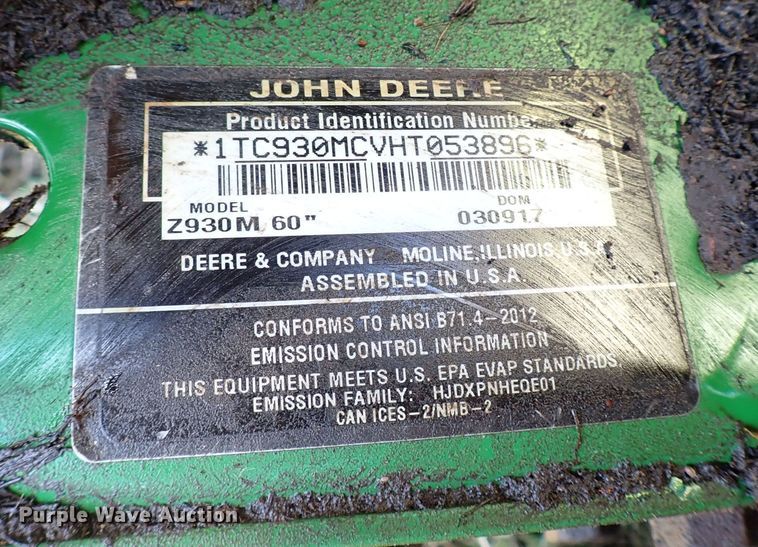 JOHN DEERE
Product Identification Number
*1TC930MCVHT053896*
MODEL DOM
Z930M 60" 030917
DEERE & COMPANY MOLINE, ILLINOIS, U.S.A.
ASSEMBLED IN U.S.A.
CONFORMS TO ANSI B71.4-2012
EMISSION CONTROL INFORMATION
THIS EQUIPMENT MEETS U.S. EPA EVAP STANDARDS.
EMISSION FAMILY: HJDXPNHEQE01
CAN ICES-2/NMB-2
Purple Wave Auction